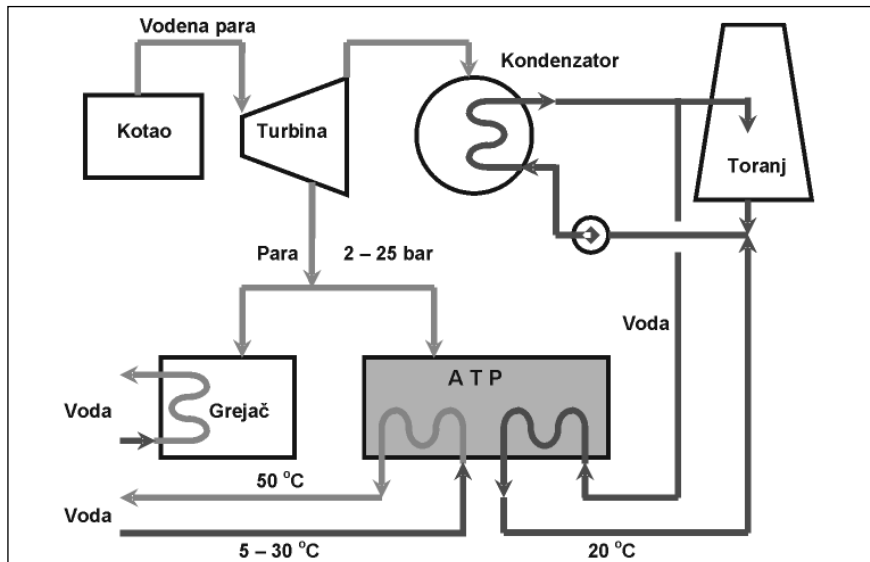 Vodena para
Kondenzator
Kotao
Turbina
Toranj
Para
2 – 25 bar
Voda
A T P
Voda
Grejač
50 °C
Voda
5 – 30 °C
20 °C